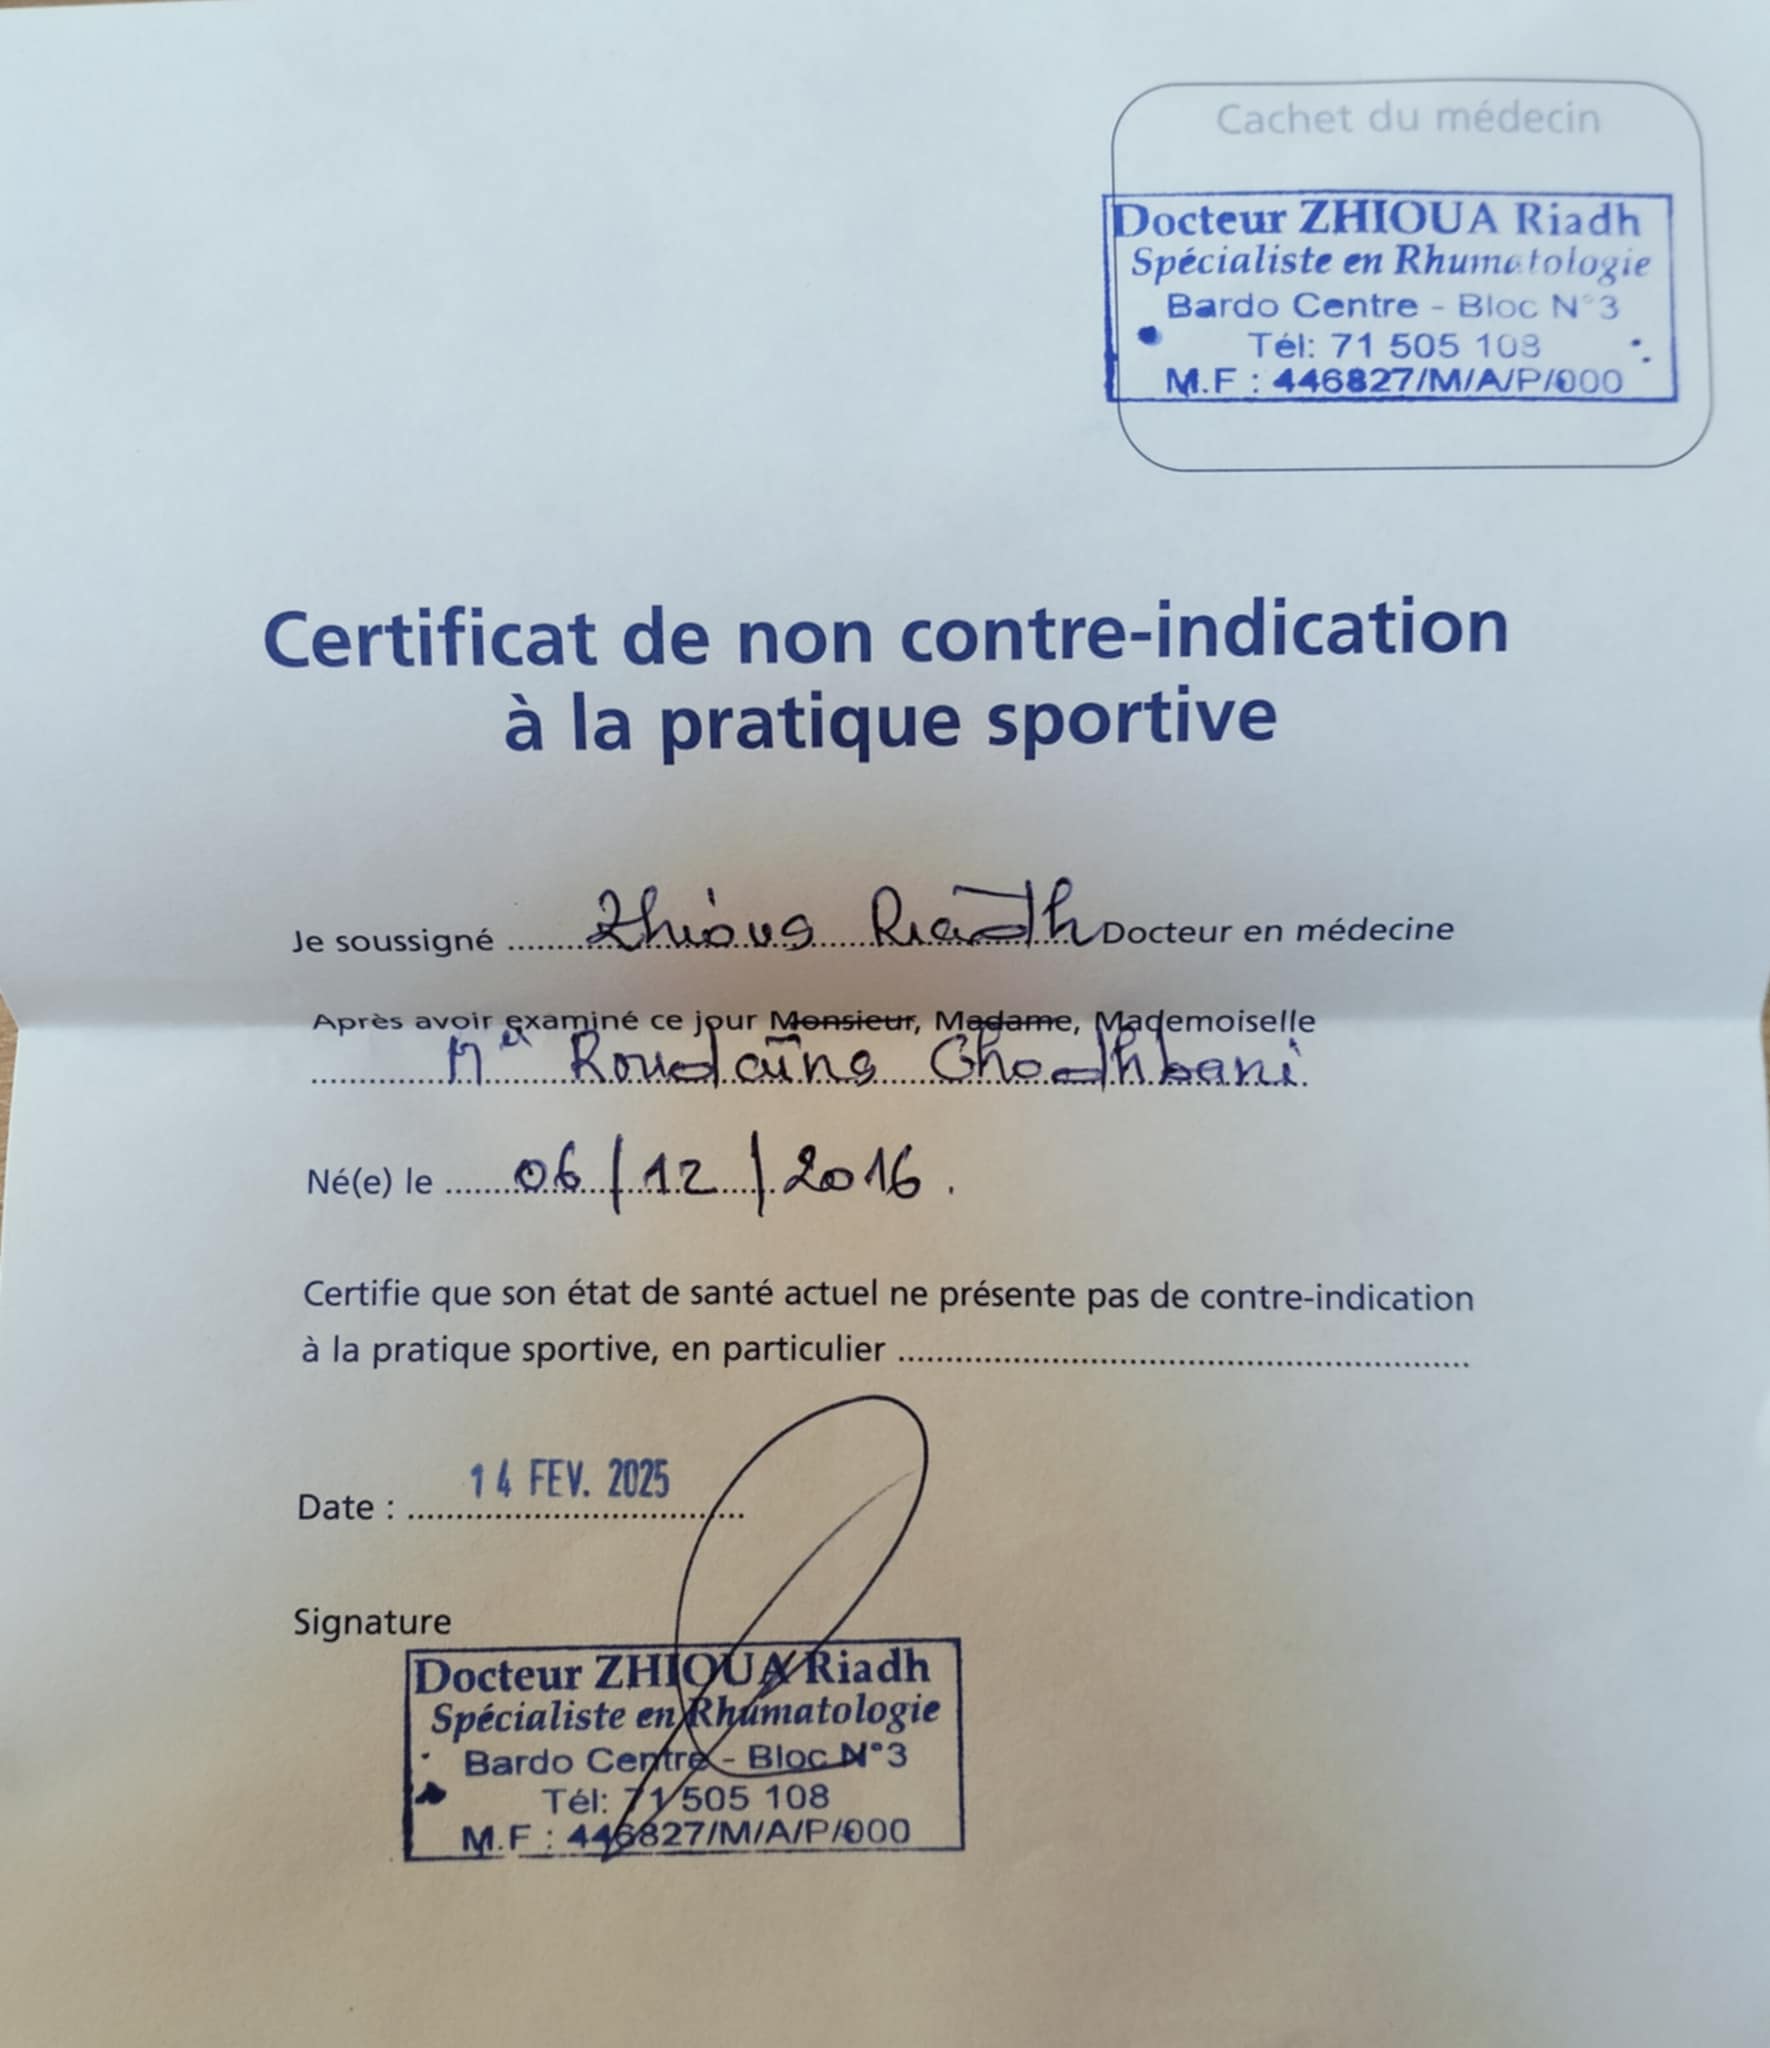 Cachet du médecin
Docteur ZHIOUA Riadh
Spécialiste en Rhumatologie
Bardo Centre - Bloc N°3
Tél: 71 505 108
M.F : 446827/M/A/P/000
Certificat de non contre-indication
à la pratique sportive
Je soussigné Zhioua Riadh Docteur en médecine
Après avoir examiné ce jour Monsieur, Madame, Mademoiselle
Roudaïna Ghodhbani
Né(e) le 06/12/2016.
Certifie que son état de santé actuel ne présente pas de contre-indication
à la pratique sportive, en particulier
Date : 14 FEV. 2025
Signature
Docteur ZHIOUA Riadh
Spécialiste en Rhumatologie
Bardo Centre - Bloc N°3
Tél: 71 505 108
M.F : 446827/M/A/P/000